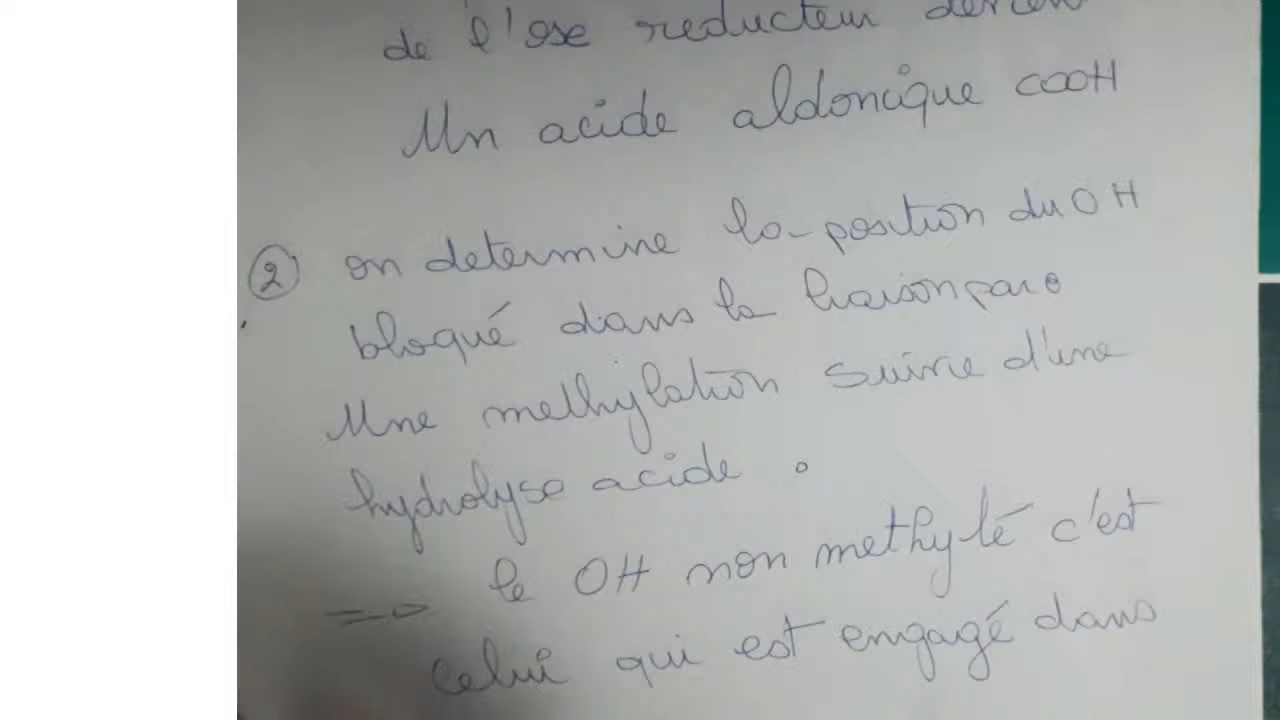 de l'ose reducteur devien
Un acide aldonique COOH
② on determine la position du OH
bloqué dans la liaison par
Une methylation suivie d'une
hydrolyse acide.
=> le OH non methylé c'est
celui qui est engagé dans